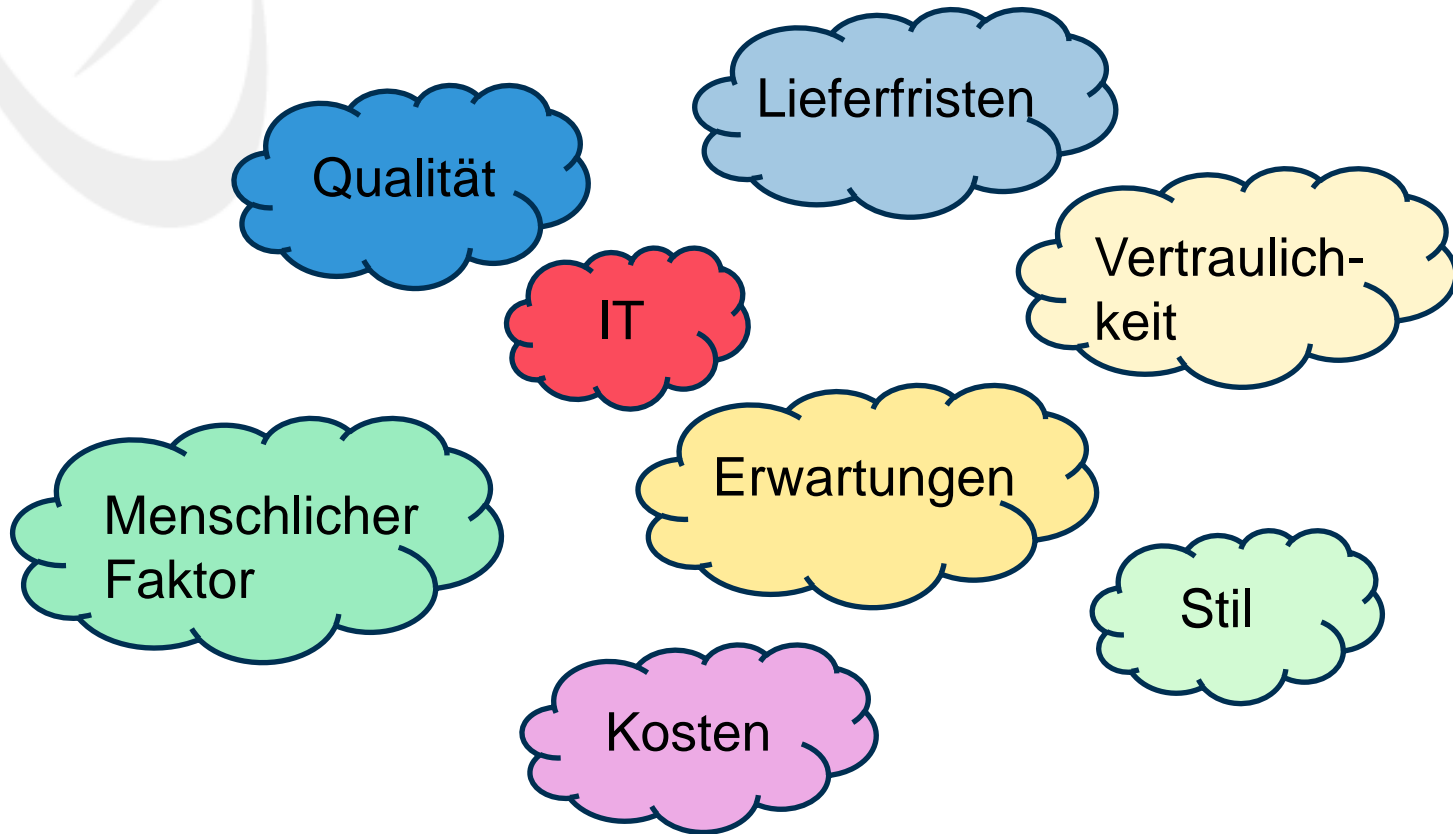 Lieferfristen
Qualität
Vertraulich-
keit
IT
Erwartungen
Menschlicher
Faktor
Stil
Kosten